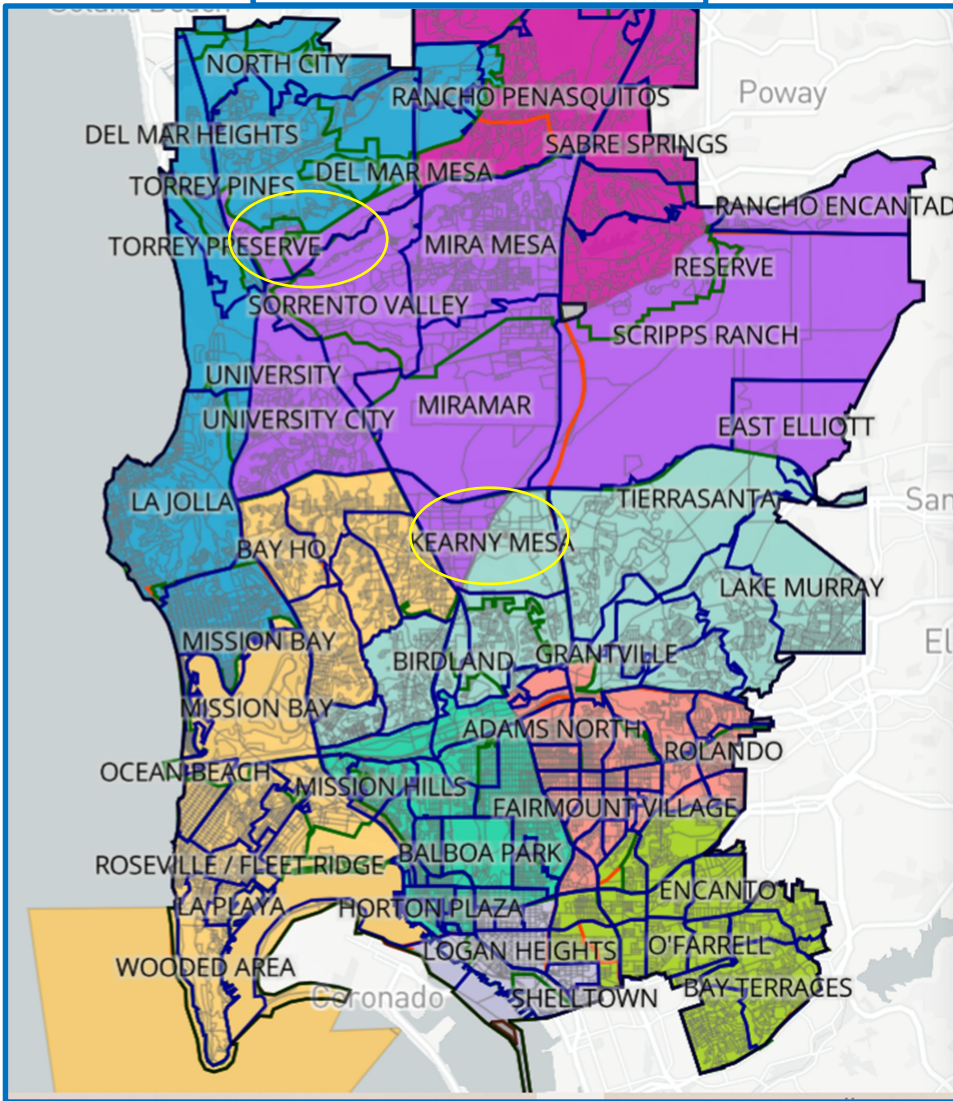 NORTH CITY
RANCHO PENASQUITOS
Poway
DEL MAR HEIGHTS
SABRE SPRINGS
DEL MAR MESA
TORREY PINES
RANCHO ENCANTAD
TORREY PRESERVE
MIRA MESA
RESERVE
SORRENTO VALLEY
SCRIPPS RANCH
UNIVERSITY
MIRAMAR
UNIVERSITY CITY
EAST ELLIOTT
LA JOLLA
TIERRASANTA
San
KEARNY MESA
BAY HO
LAKE MURRAY
MISSION BAY
El
BIRDLAND
GRANTVILLE
MISSION BAY
ADAMS NORTH
ROLANDO
OCEAN BEACH
MISSION HILLS
FAIRMOUNT VILLAGE
BALBOA PARK
ROSEVILLE / FLEET RIDGE
ENCANTO
LA PLAYA
HORTON PLAZA
O'FARRELL
LOGAN HEIGHTS
WOODED AREA
BAY TERRACES
Coronado
SHELLTOWN